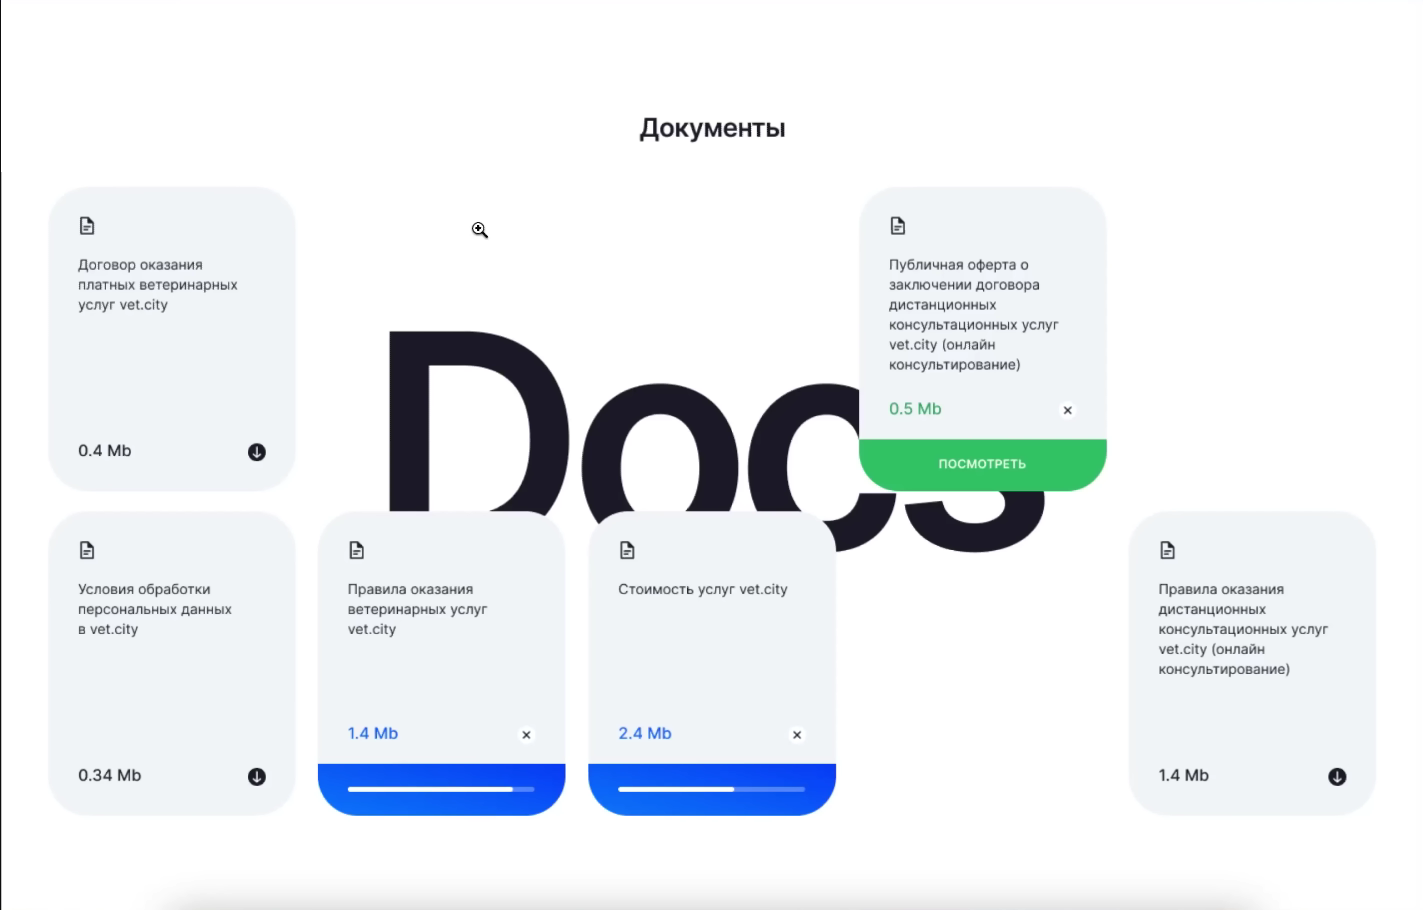 Документы
Договор оказания
платных ветеринарных
услуг vet.city
0.4 Mb
Публичная оферта о
заключении договора
дистанционных
консультационных услуг
vet.city (онлайн
консультирование)
0.5 Mb
ПОСМОТРЕТЬ
Docs
Условия обработки
персональных данных
в vet.city
0.34 Mb
Правила оказания
ветеринарных услуг
vet.city
1.4 Mb
Стоимость услуг vet.city
2.4 Mb
Правила оказания
дистанционных
консультационных услуг
vet.city (онлайн
консультирование)
1.4 Mb